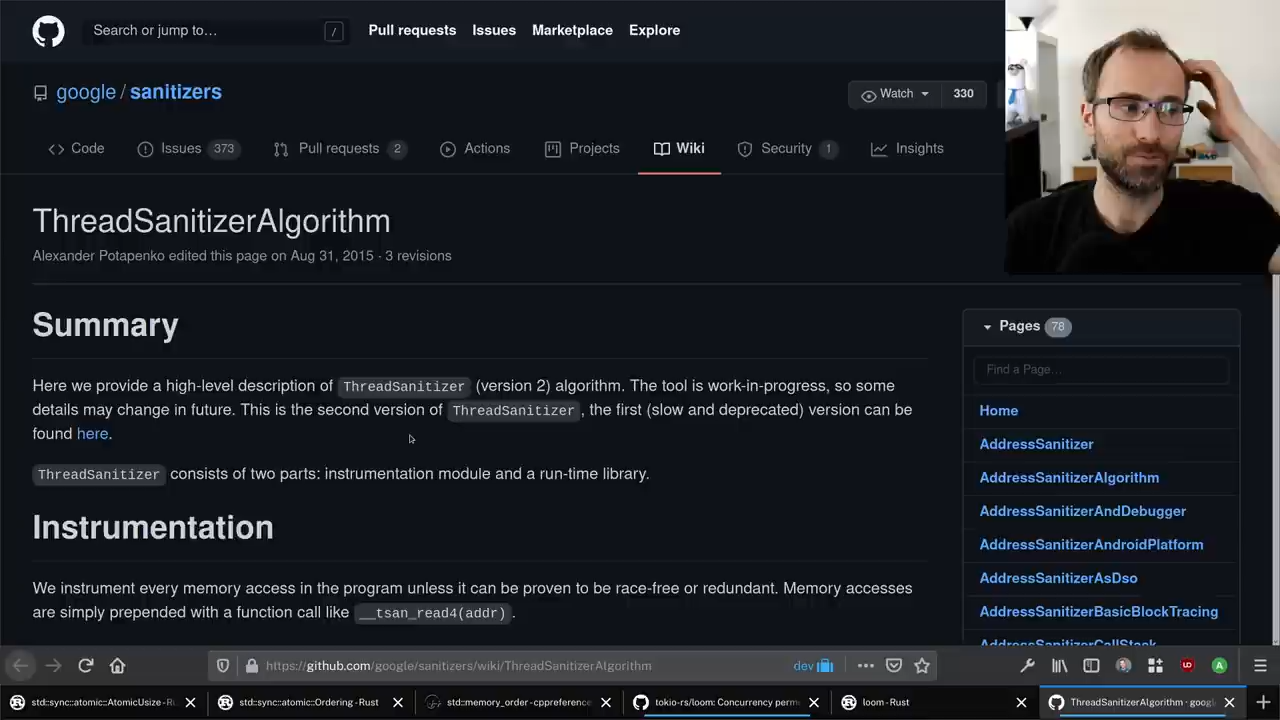 Search or jump to…
/
Pull requests
Issues
Marketplace
Explore
google / sanitizers
Watch
330
Code
Issues 373
Pull requests 2
Actions
Projects
Wiki
Security 1
Insights
ThreadSanitizerAlgorithm
Alexander Potapenko edited this page on Aug 31, 2015 · 3 revisions
Summary
Here we provide a high-level description of ThreadSanitizer (version 2) algorithm. The tool is work-in-progress, so some
details may change in future. This is the second version of ThreadSanitizer, the first (slow and deprecated) version can be
found here.
ThreadSanitizer consists of two parts: instrumentation module and a run-time library.
Instrumentation
We instrument every memory access in the program unless it can be proven to be race-free or redundant. Memory accesses
are simply prepended with a function call like __tsan_read4(addr).
Pages 78
Find a Page…
Home
AddressSanitizer
AddressSanitizerAlgorithm
AddressSanitizerAndDebugger
AddressSanitizerAndroidPlatform
AddressSanitizerAsDso
AddressSanitizerBasicBlockTracing
AddressSanitizerCallStack
https://github.com/google/sanitizers/wiki/ThreadSanitizerAlgorithm
dev
std::sync::atomic::AtomicUsize - Ru
std::sync::atomic::Ordering - Rust
std::memory_order - cppreference
tokio-rs/loom: Concurrency perm
loom - Rust
ThreadSanitizerAlgorithm · googl